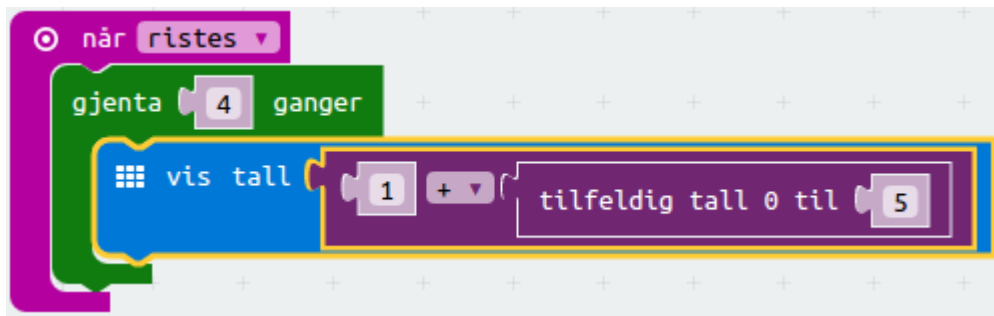 når ristes
gjenta 4 ganger
vis tall 1 + tilfeldig tall 0 til 5